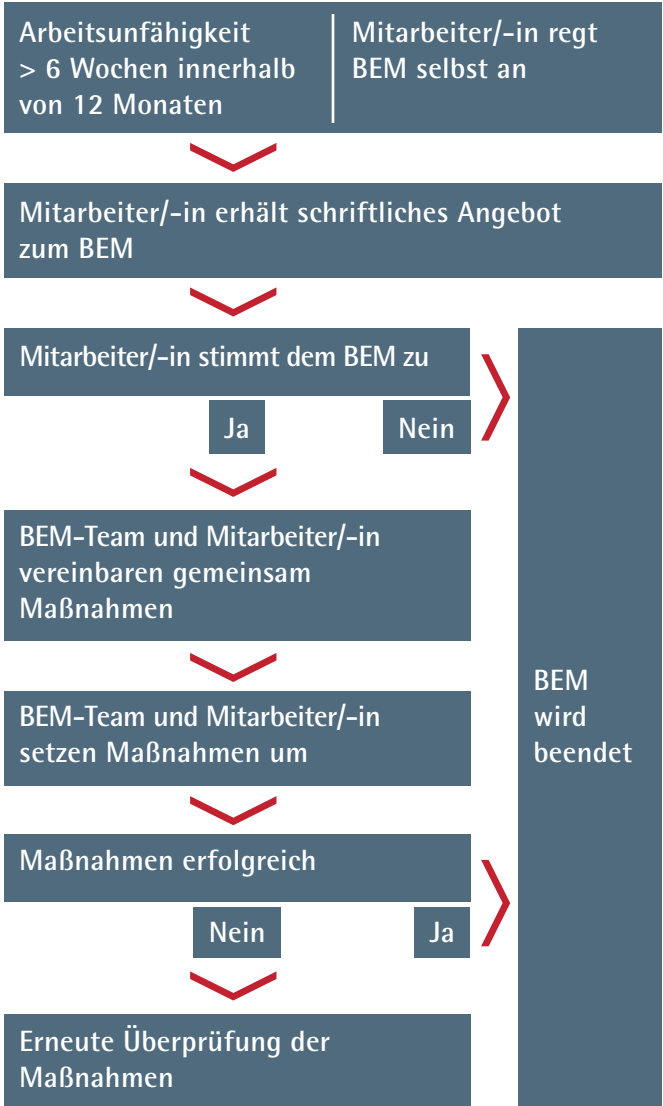 Arbeitsunfähigkeit
> 6 Wochen innerhalb
von 12 Monaten
Mitarbeiter/-in regt
BEM selbst an
Mitarbeiter/-in erhält schriftliches Angebot
zum BEM
Mitarbeiter/-in stimmt dem BEM zu
Ja
Nein
BEM-Team und Mitarbeiter/-in
vereinbaren gemeinsam
Maßnahmen
BEM-Team und Mitarbeiter/-in
setzen Maßnahmen um
Maßnahmen erfolgreich
Nein
Ja
Erneute Überprüfung der
Maßnahmen
BEM
wird
beendet